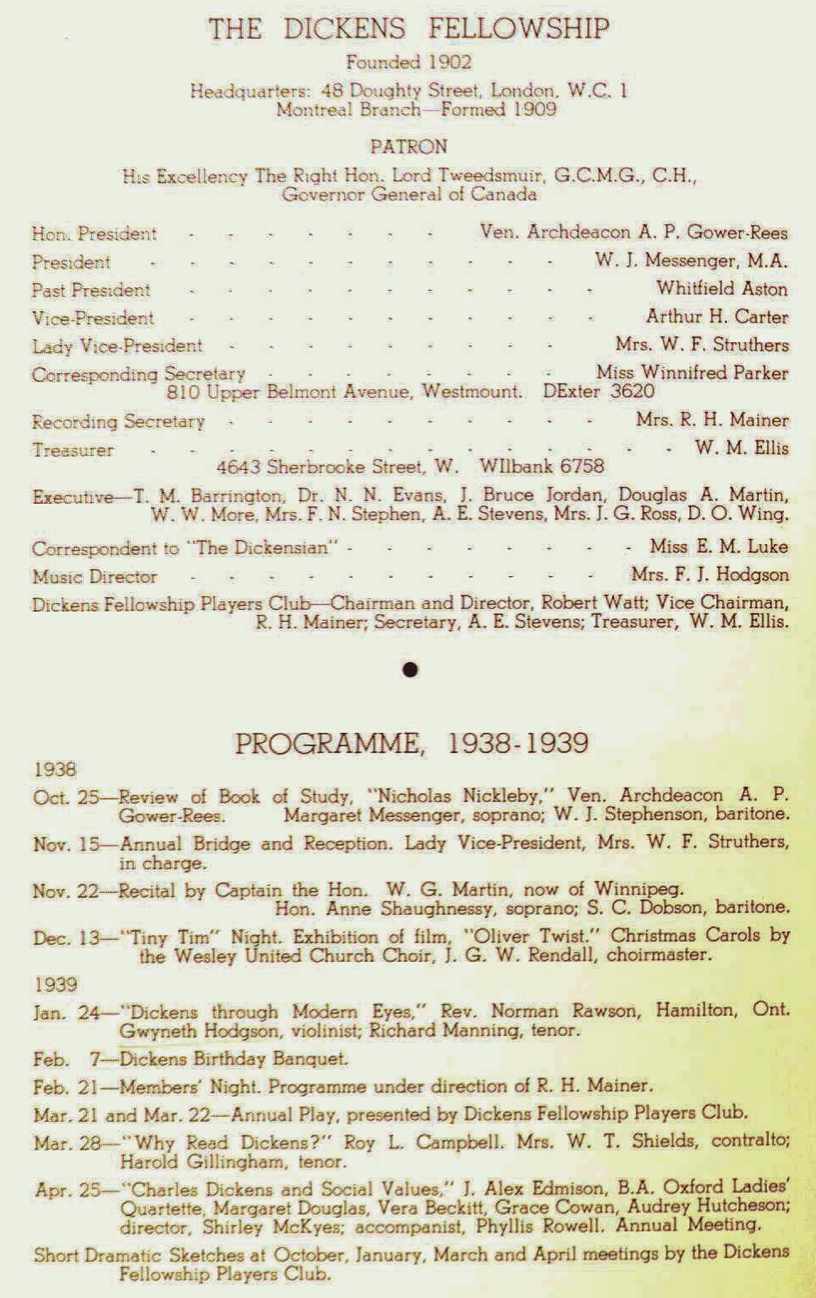 THE DICKENS FELLOWSHIP
Founded 1902
Headquarters: 48 Doughty Street, London. W.C. 1
Montreal Branch—Formed 1909
PATRON
His Excellency The Right Hon. Lord Tweedsmuir, G.C.M.G., C.H.,
Governor General of Canada
Hon. President - - - - - - - Ven. Archdeacon A. P. Gower-Rees
President - - - - - - - - - - - W. J. Messenger, M.A.
Past President - - - - - - - - - - - Whitfield Aston
Vice-President - - - - - - - - - - - Arthur H. Carter
Lady Vice-President - - - - - - - - - - Mrs. W. F. Struthers
Corresponding Secretary - - - - - - - - Miss Winnifred Parker
810 Upper Belmont Avenue, Westmount. DExter 3620
Recording Secretary - - - - - - - - - - Mrs. R. H. Mainer
Treasurer - - - - - - - - - - - - - - W. M. Ellis
4643 Sherbrooke Street, W. WIlbank 6758
Executive—T. M. Barrington, Dr. N. N. Evans, J. Bruce Jordan, Douglas A. Martin,
W. W. More, Mrs. F. N. Stephen, A. E. Stevens, Mrs. J. G. Ross, D. O. Wing.
Correspondent to "The Dickensian" - - - - - - - - Miss E. M. Luke
Music Director - - - - - - - - - - - Mrs. F. J. Hodgson
Dickens Fellowship Players Club—Chairman and Director, Robert Watt; Vice Chairman,
R. H. Mainer; Secretary, A. E. Stevens; Treasurer, W. M. Ellis.
PROGRAMME, 1938-1939
1938
Oct. 25—Review of Book of Study, "Nicholas Nickleby," Ven. Archdeacon A. P.
Gower-Rees. Margaret Messenger, soprano; W. J. Stephenson, baritone.
Nov. 15—Annual Bridge and Reception. Lady Vice-President, Mrs. W. F. Struthers,
in charge.
Nov. 22—Recital by Captain the Hon. W. G. Martin, now of Winnipeg.
Hon. Anne Shaughnessy, soprano; S. C. Dobson, baritone.
Dec. 13—"Tiny Tim" Night. Exhibition of film, "Oliver Twist." Christmas Carols by
the Wesley United Church Choir, J. G. W. Rendall, choirmaster.
1939
Jan. 24—"Dickens through Modern Eyes," Rev. Norman Rawson, Hamilton, Ont.
Gwyneth Hodgson, violinist; Richard Manning, tenor.
Feb. 7—Dickens Birthday Banquet.
Feb. 21—Members' Night. Programme under direction of R. H. Mainer.
Mar. 21 and Mar. 22—Annual Play, presented by Dickens Fellowship Players Club.
Mar. 28—"Why Read Dickens?" Roy L. Campbell. Mrs. W. T. Shields, contralto;
Harold Gillingham, tenor.
Apr. 25—"Charles Dickens and Social Values," J. Alex Edmison, B.A. Oxford Ladies'
Quartette, Margaret Douglas, Vera Beckitt, Grace Cowan, Audrey Hutcheson;
director, Shirley McKyes; accompanist, Phyllis Rowell. Annual Meeting.
Short Dramatic Sketches at October, January, March and April meetings by the Dickens
Fellowship Players Club.